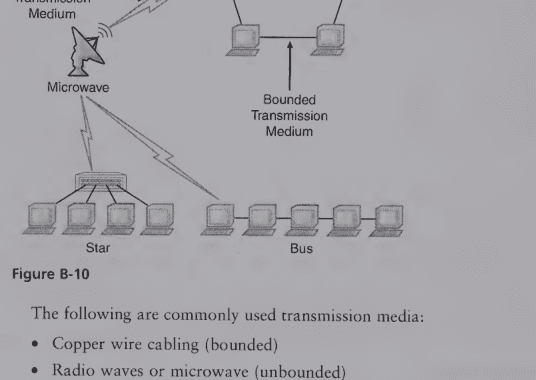 Transmission
Medium
Microwave
Bounded
Transmission
Medium
Star
Bus
Figure B-10
The following are commonly used transmission media:
• Copper wire cabling (bounded)
• Radio waves or microwave (unbounded)